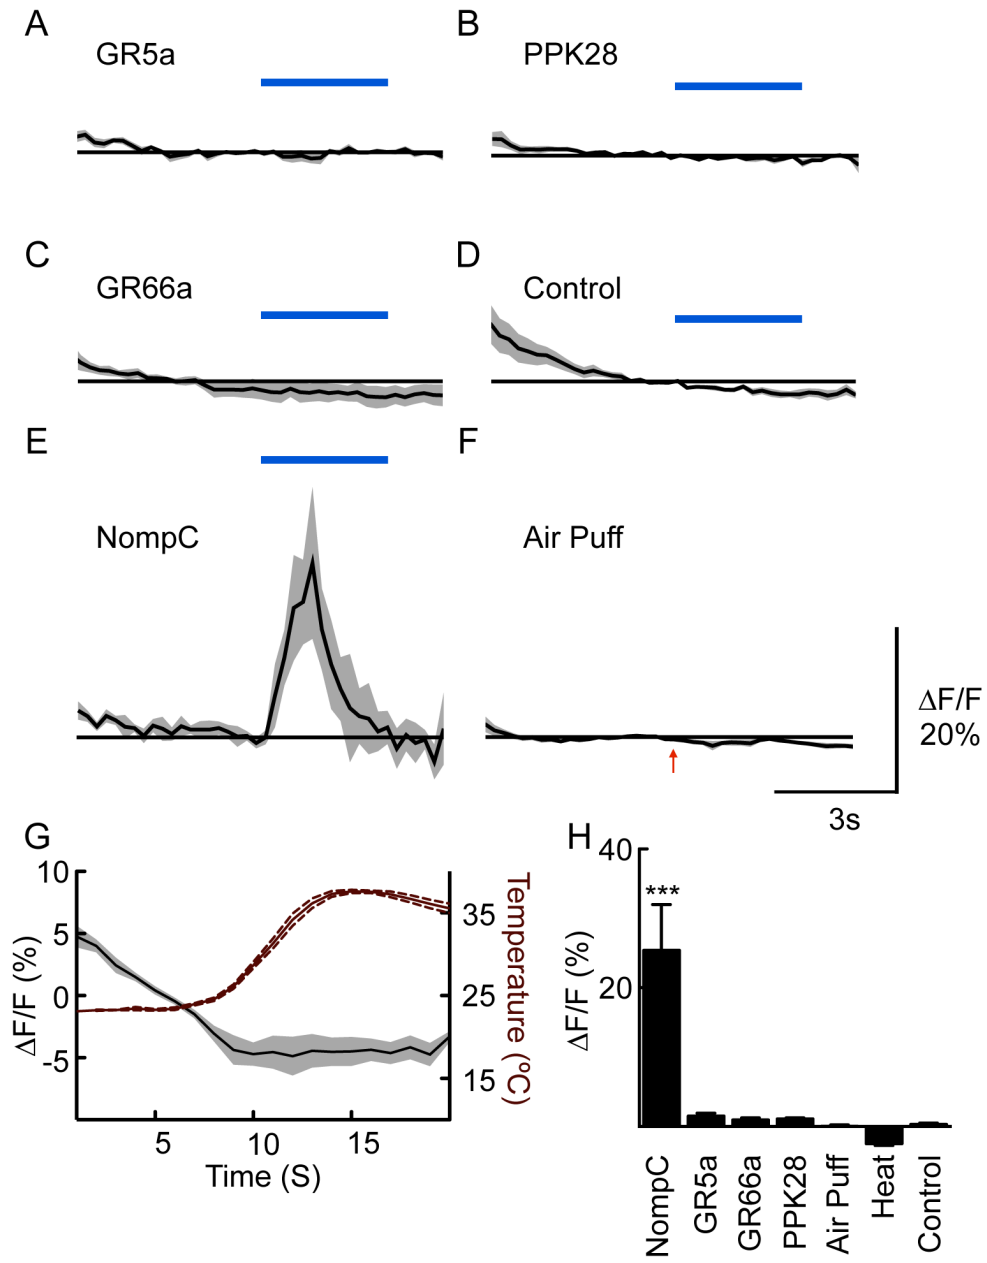 A
GR5a
B
PPK28
C
GR66a
D
Control
E
NompC
F
Air Puff
ΔF/F
20%
3s
G
10
5
0
-5
ΔF/F (%)
35
25
15
Temperature (⁰C)
5
10
15
Time (S)
H
40
20
ΔF/F (%)
***
NompC
GR5a
GR66a
PPK28
Air Puff
Heat
Control